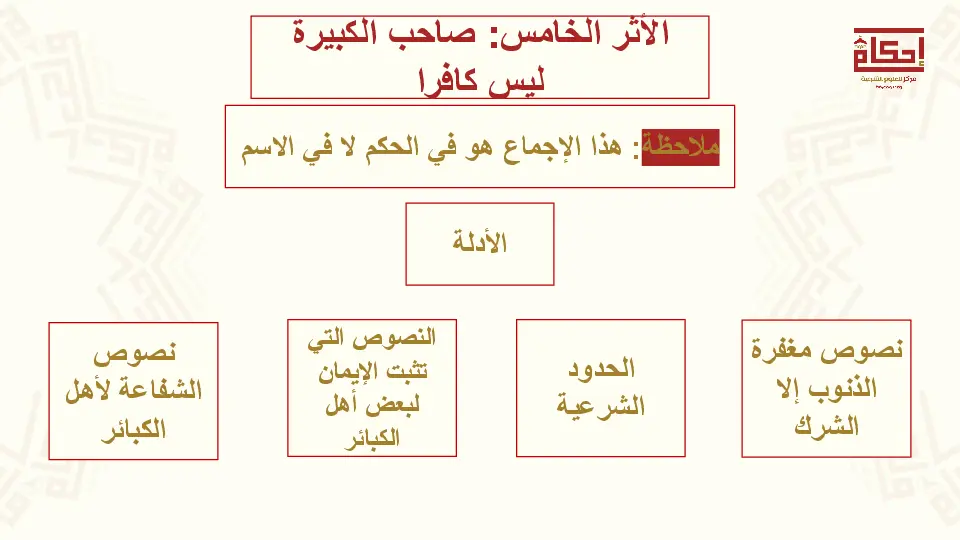 الأثر الخامس: صاحب الكبيرة
ليس كافرا
إحكام
مركز للعلوم الشرعية
ملاحظة: هذا الإجماع هو في الحكم لا في الاسم
الأدلة
نصوص مغفرة
الذنوب إلا
الشرك
الحدود
الشرعية
النصوص التي
تثبت الإيمان
لبعض أهل
الكبائر
نصوص
الشفاعة لأهل
الكبائر